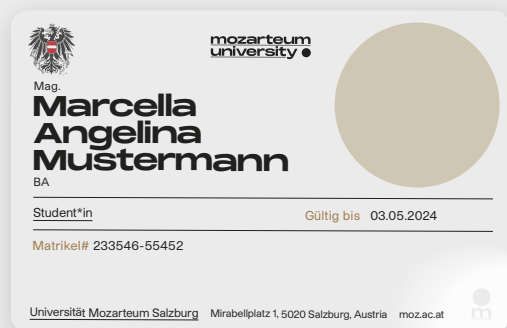 mozarteum
university
Mag.
Marcella
Angelina
Mustermann
BA
Student*in
Gültig bis 03.05.2024
Matrikel# 233546-55452
Universität Mozarteum Salzburg Mirabellplatz 1, 5020 Salzburg, Austria moz.ac.at
m